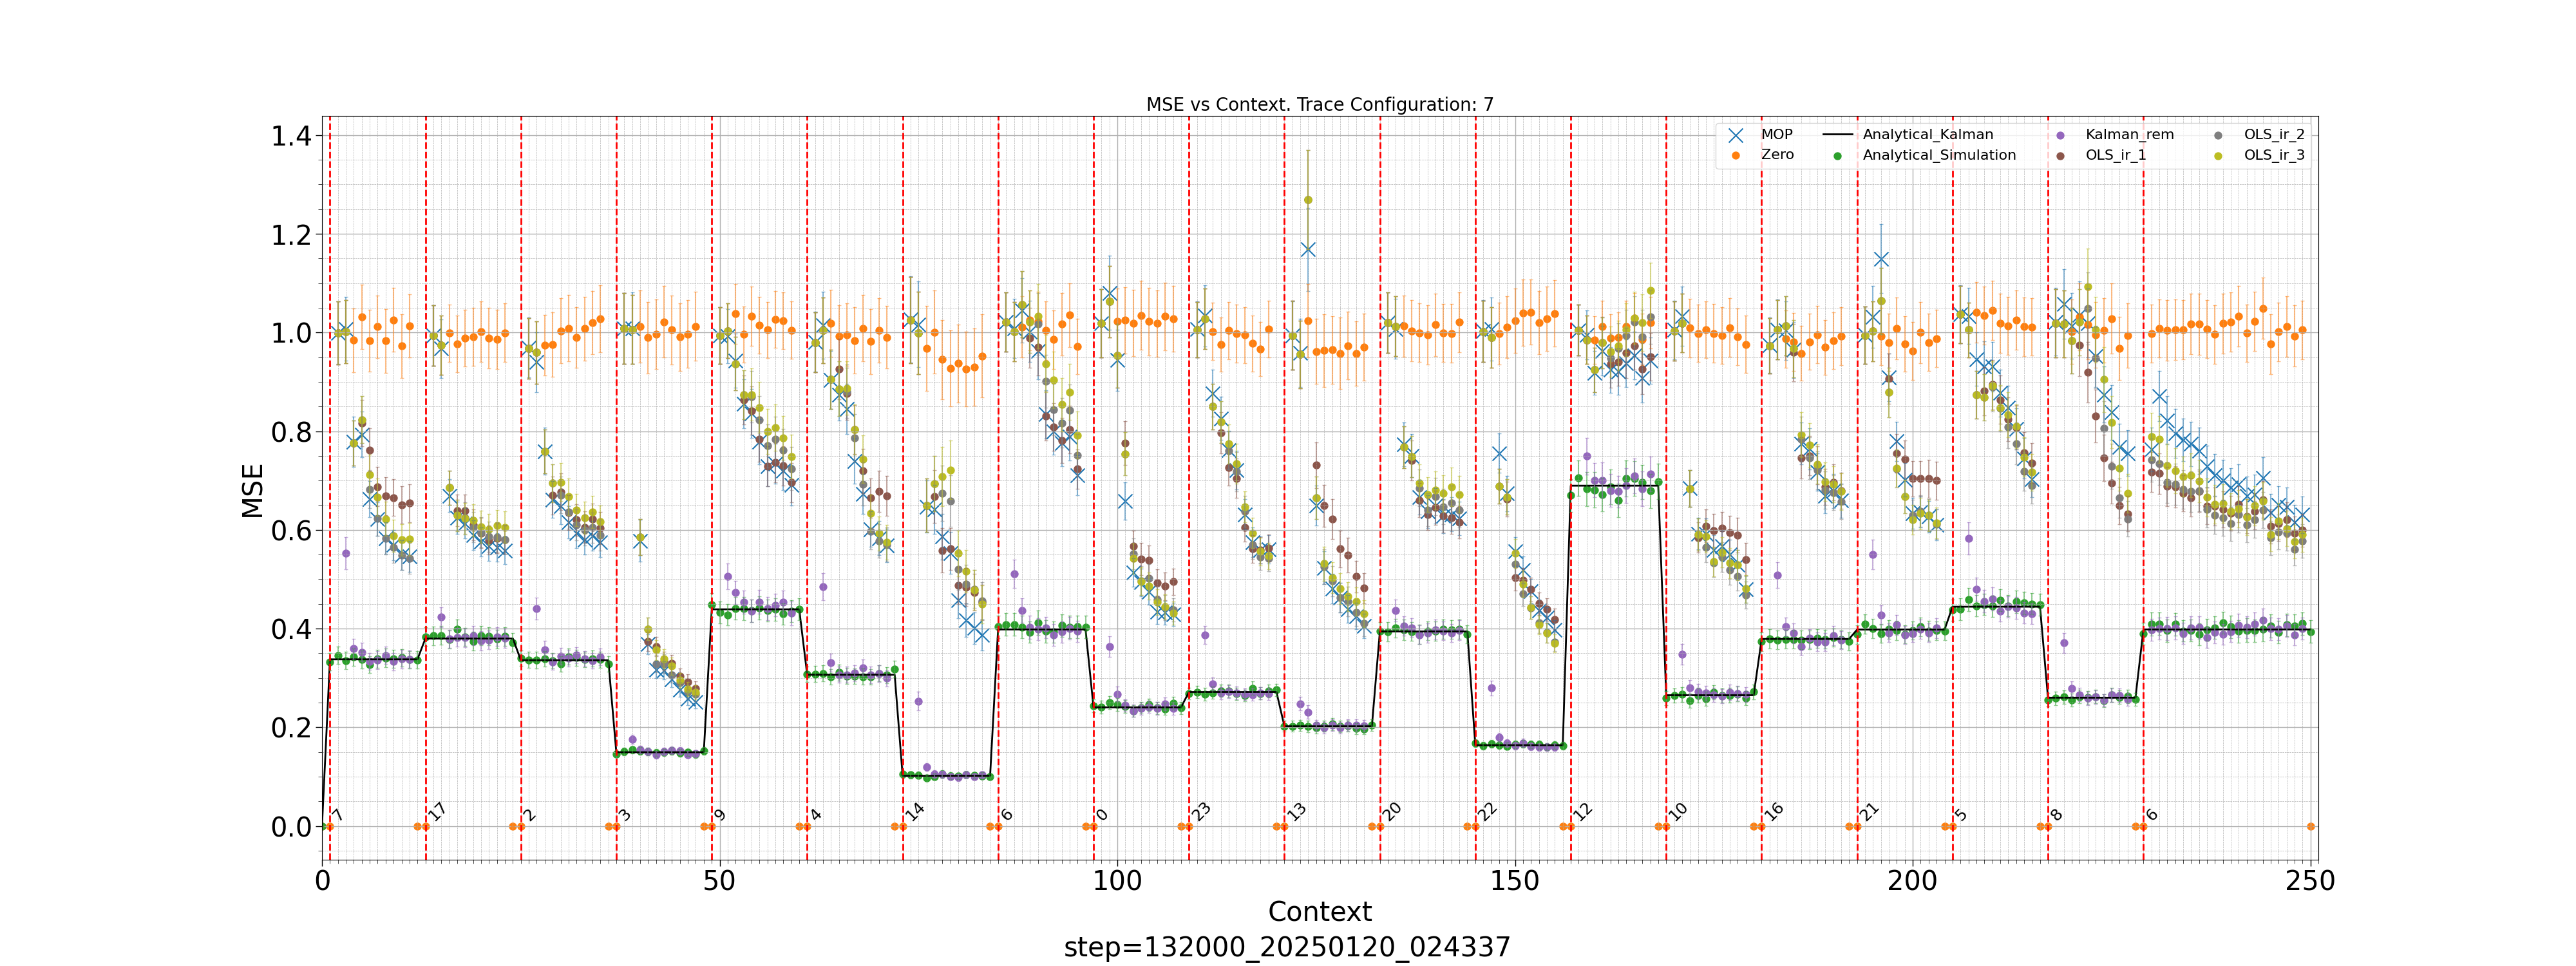 MSE vs Context. Trace Configuration: 7
MOP Analytical_Kalman Kalman_rem OLS_ir_2
Zero Analytical_Simulation OLS_ir_1 OLS_ir_3
1.4
1.2
1.0
0.8
0.6
0.4
0.2
0.0
MSE
7 17 2 3 9 4 14 6 0 23 13 20 22 12 10 16 21 5 8 6
0 50 100 150 200 250
Context
step=132000_20250120_024337